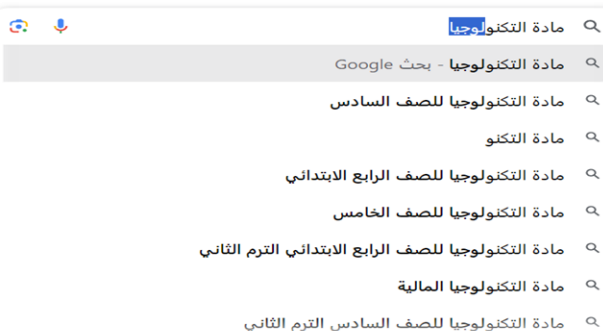 مادة التكنولوجيا
مادة التكنولوجيا - بحث Google
مادة التكنولوجيا للصف السادس
مادة التكنو
مادة التكنولوجيا للصف الرابع الابتدائي
مادة التكنولوجيا للصف الخامس
مادة التكنولوجيا للصف الرابع الابتدائي الترم الثاني
مادة التكنولوجيا المالية
مادة التكنولوجيا للصف السادس الترم الثاني